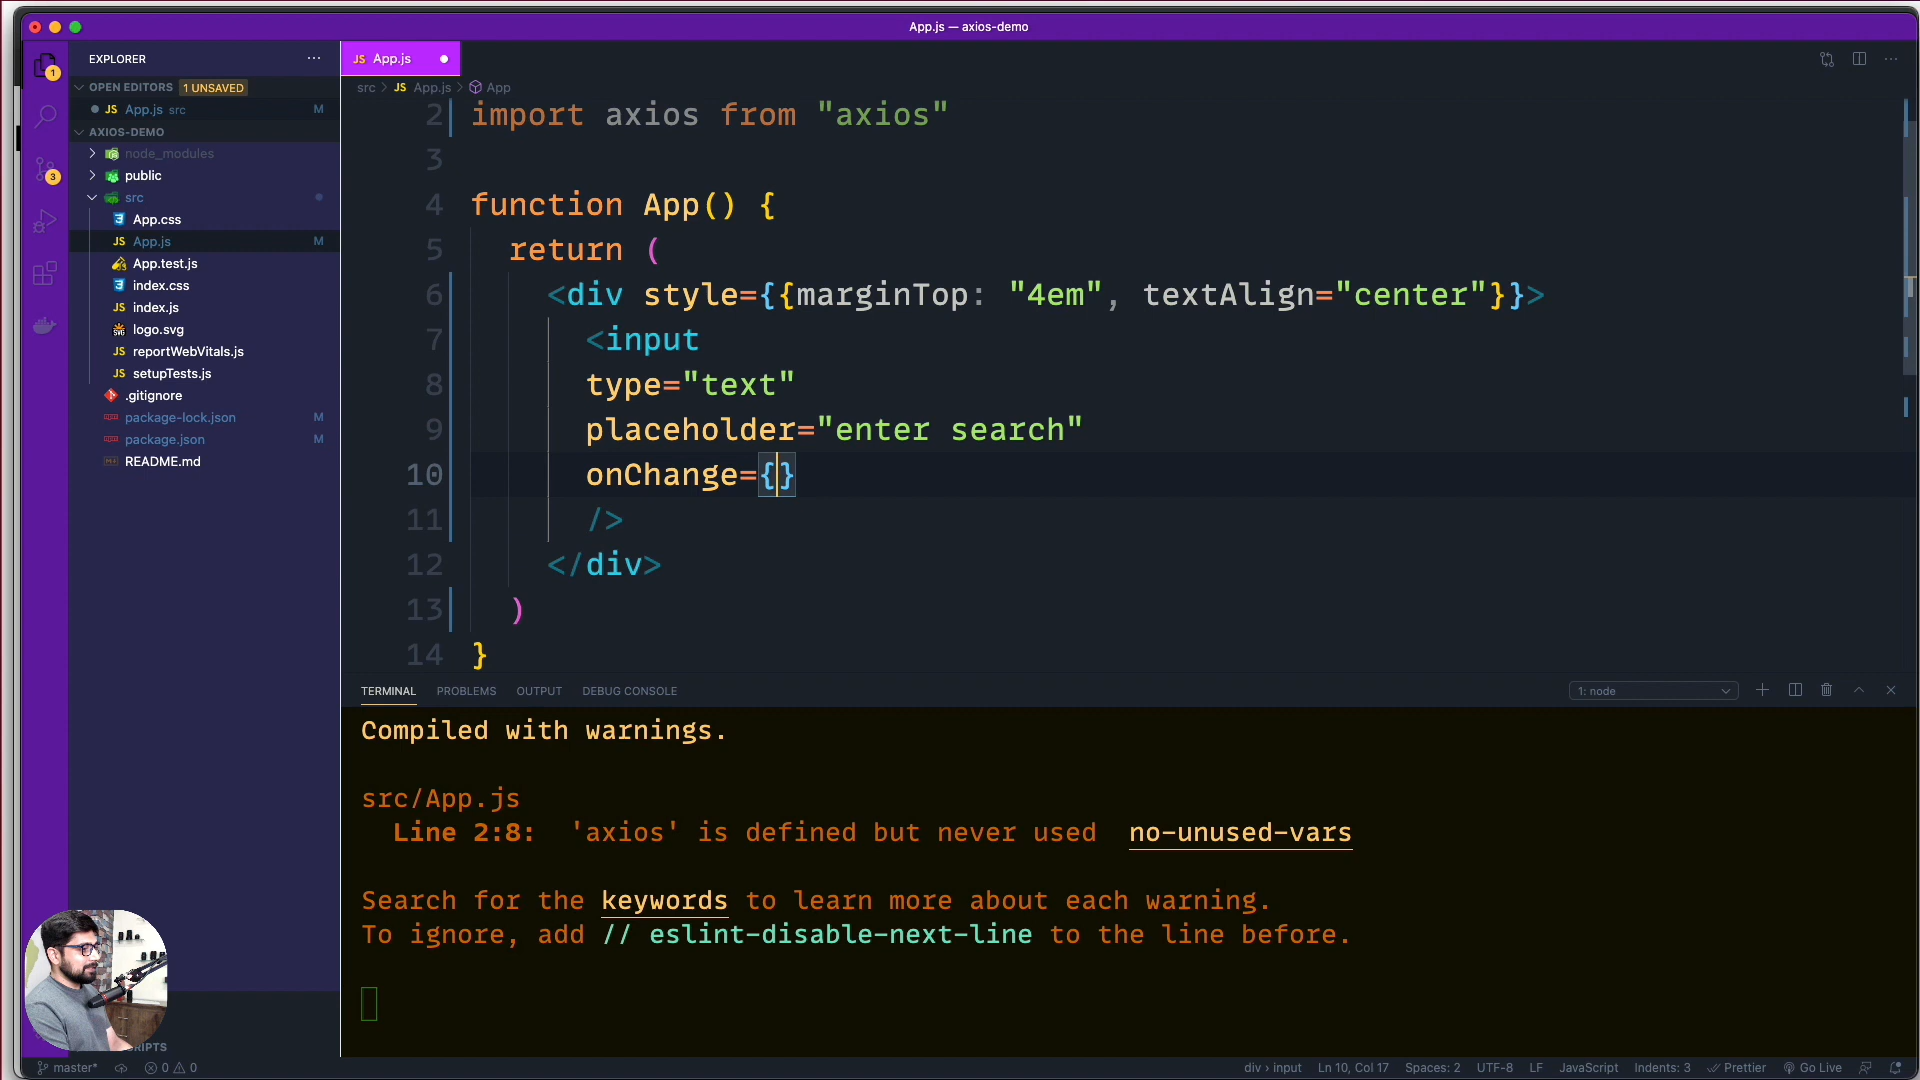 App.js — axios-demo
EXPLORER
OPEN EDITORS 1 UNSAVED
JS App.js src M
AXIOS-DEMO
node_modules
public
src
App.css
JS App.js M
App.test.js
index.css
JS index.js
logo.svg
JS reportWebVitals.js
JS setupTests.js
.gitignore
package-lock.json M
package.json M
README.md
1
3
JS App.js
src > JS App.js > App
2 import axios from "axios"
3
4 function App() {
5 return (
6 <div style={{marginTop: "4em", textAlign="center"}}>
7 <input
8 type="text"
9 placeholder="enter search"
10 onChange={}
11 />
12 </div>
13 )
14 }
TERMINAL PROBLEMS OUTPUT DEBUG CONSOLE 1: node
Compiled with warnings.
src/App.js
Line 2:8: 'axios' is defined but never used no-unused-vars
Search for the keywords to learn more about each warning.
To ignore, add // eslint-disable-next-line to the line before.
master* 0 0 div › input Ln 10, Col 17 Spaces: 2 UTF-8 LF JavaScript Indents: 3 Prettier Go Live